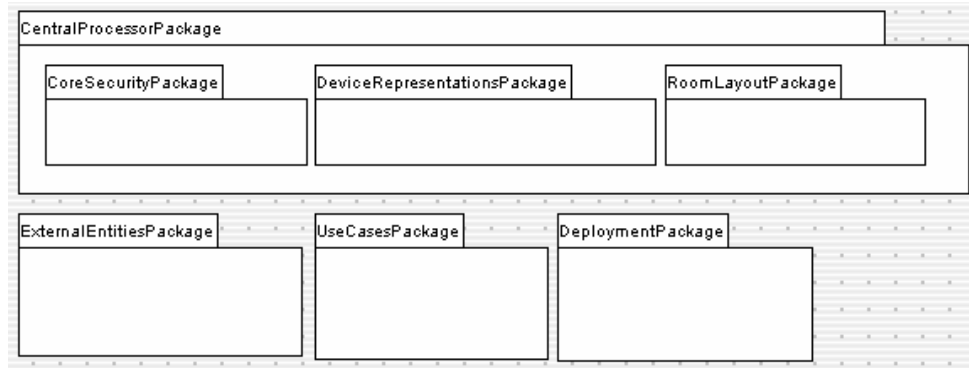 CentralProcessorPackage
CoreSecurityPackage
DeviceRepresentationsPackage
RoomLayoutPackage
ExternalEntitiesPackage
UseCasesPackage
DeploymentPackage